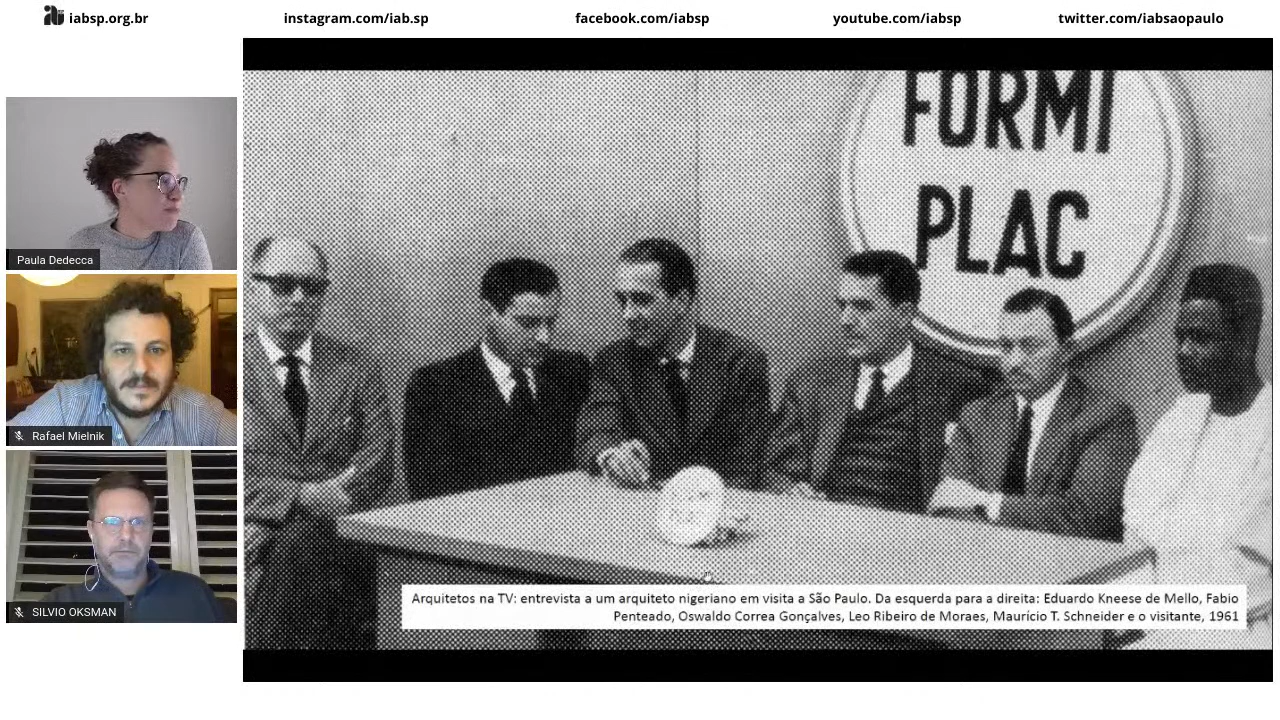 iabsp.org.br
instagram.com/iab.sp
facebook.com/iabsp
youtube.com/iabsp
twitter.com/iabsaopaulo
FORMI
PLAC
Paula Dedecca
Rafael Mielnik
SILVIO OKSMAN
Arquitetos na TV: entrevista a um arquiteto nigeriano em visita a São Paulo. Da esquerda para a direita: Eduardo Kneese de Mello, Fabio
Penteado, Oswaldo Correa Gonçalves, Leo Ribeiro de Moraes, Maurício T. Schneider e o visitante, 1961